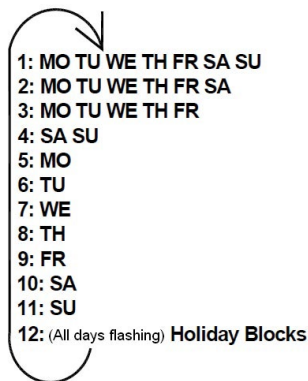 1: MO TU WE TH FR SA SU
2: MO TU WE TH FR SA
3: MO TU WE TH FR
4: SA SU
5: MO
6: TU
7: WE
8: TH
9: FR
10: SA
11: SU
12: (All days flashing) Holiday Blocks